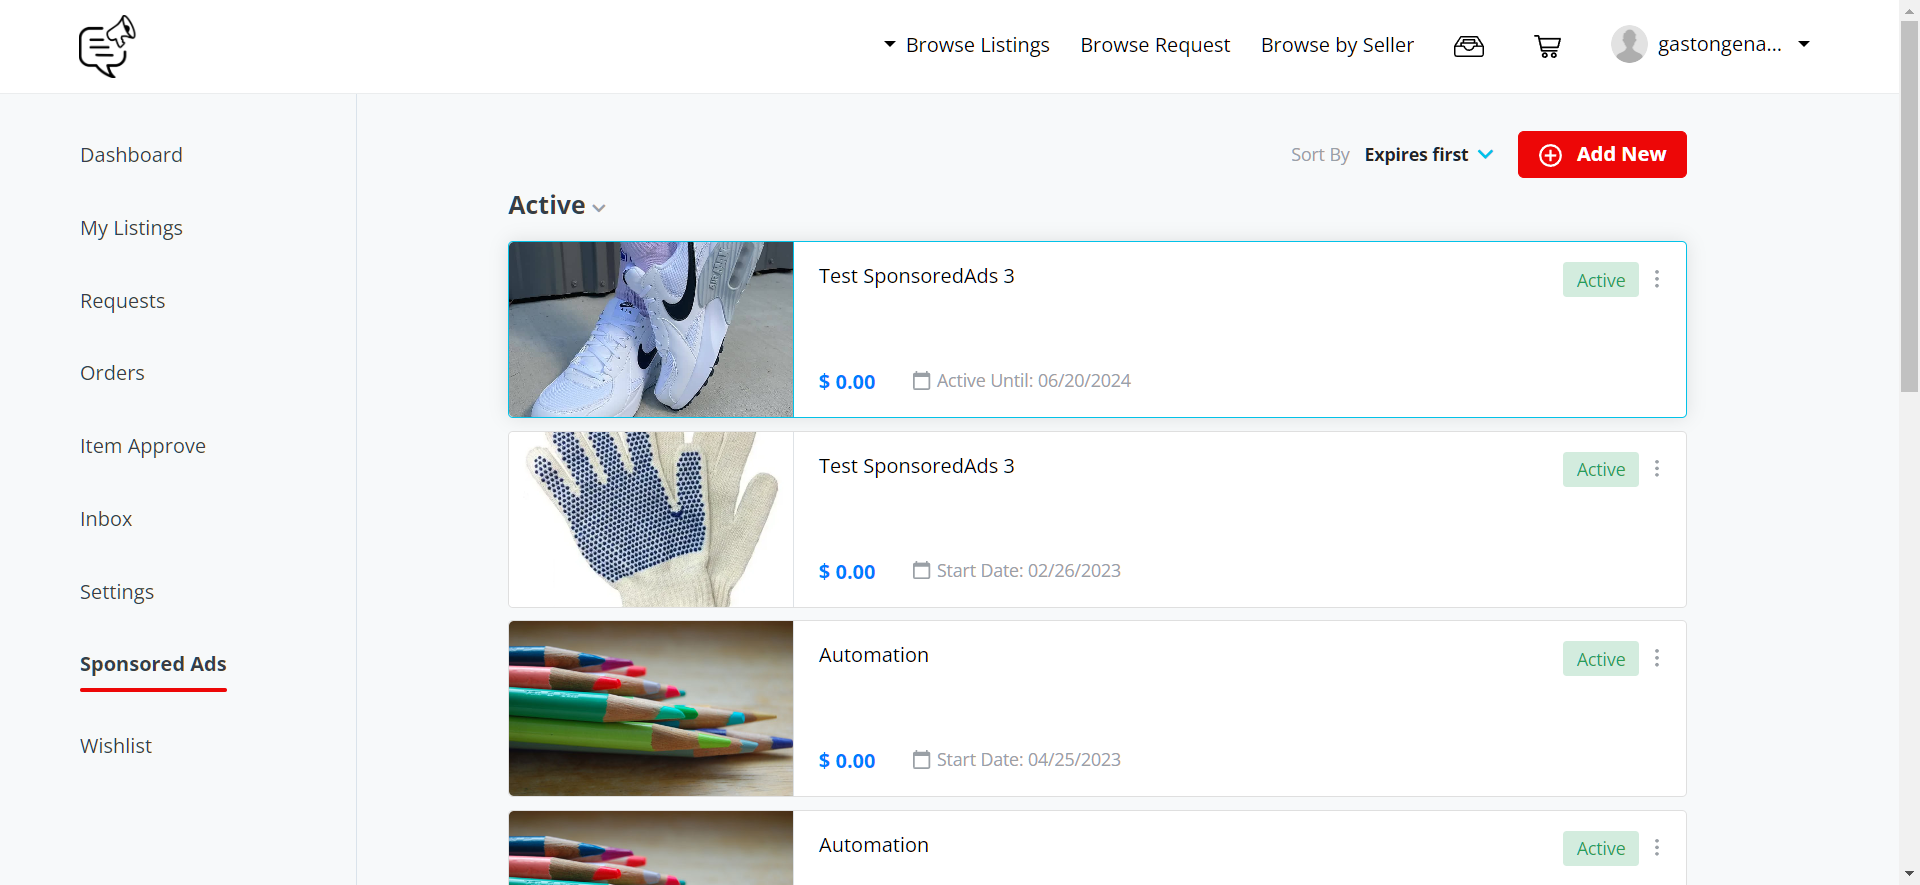 Browse Listings Browse Request Browse by Seller gastongena...
Dashboard
My Listings
Requests
Orders
Item Approve
Inbox
Settings
Sponsored Ads
Wishlist
Sort By Expires first Add New
Active
Test SponsoredAds 3 Active
$ 0.00 Active Until: 06/20/2024
Test SponsoredAds 3 Active
$ 0.00 Start Date: 02/26/2023
Automation Active
$ 0.00 Start Date: 04/25/2023
Automation Active